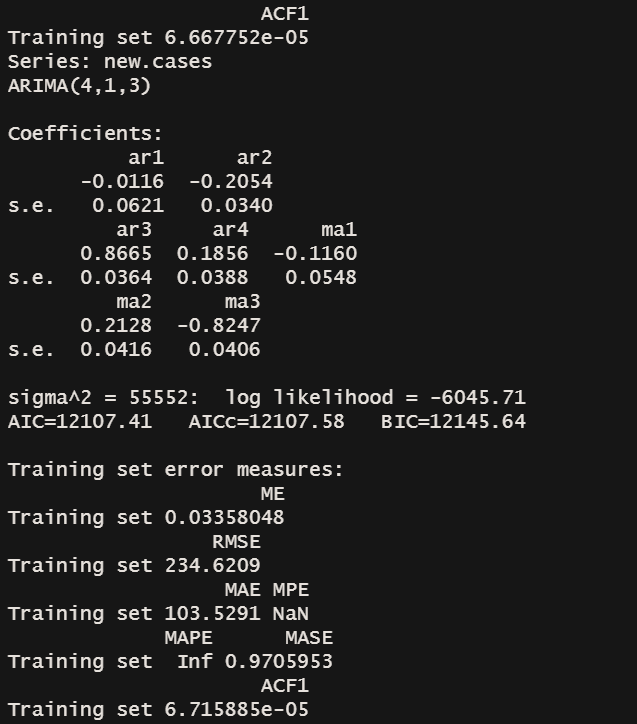 ACF1
Training set 6.667752e-05
Series: new.cases
ARIMA(4,1,3)
Coefficients:
ar1 ar2
-0.0116 -0.2054
s.e. 0.0621 0.0340
ar3 ar4 ma1
0.8665 0.1856 -0.1160
s.e. 0.0364 0.0388 0.0548
ma2 ma3
0.2128 -0.8247
s.e. 0.0416 0.0406
sigma^2 = 55552: log likelihood = -6045.71
AIC=12107.41 AICc=12107.58 BIC=12145.64
Training set error measures:
ME
Training set 0.03358048
RMSE
Training set 234.6209
MAE MPE
Training set 103.5291 NaN
MAPE MASE
Training set Inf 0.9705953
ACF1
Training set 6.715885e-05